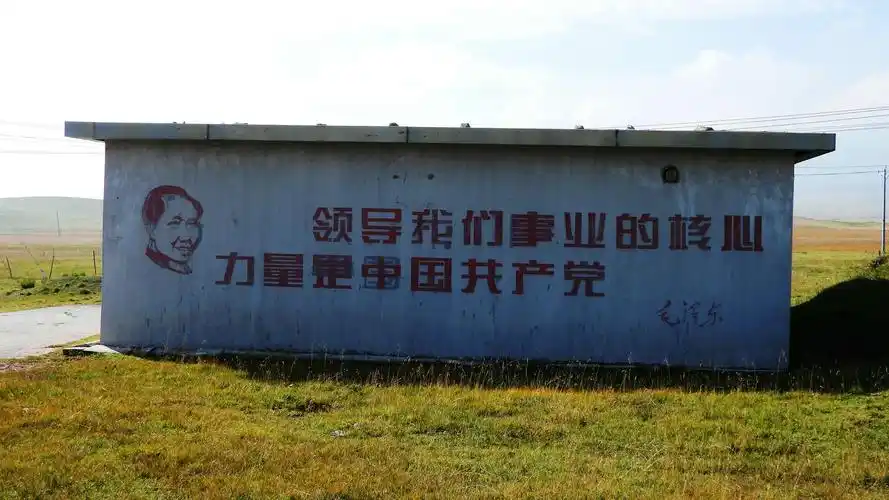 领导我们事业的核心
力量是中国共产党
毛泽东